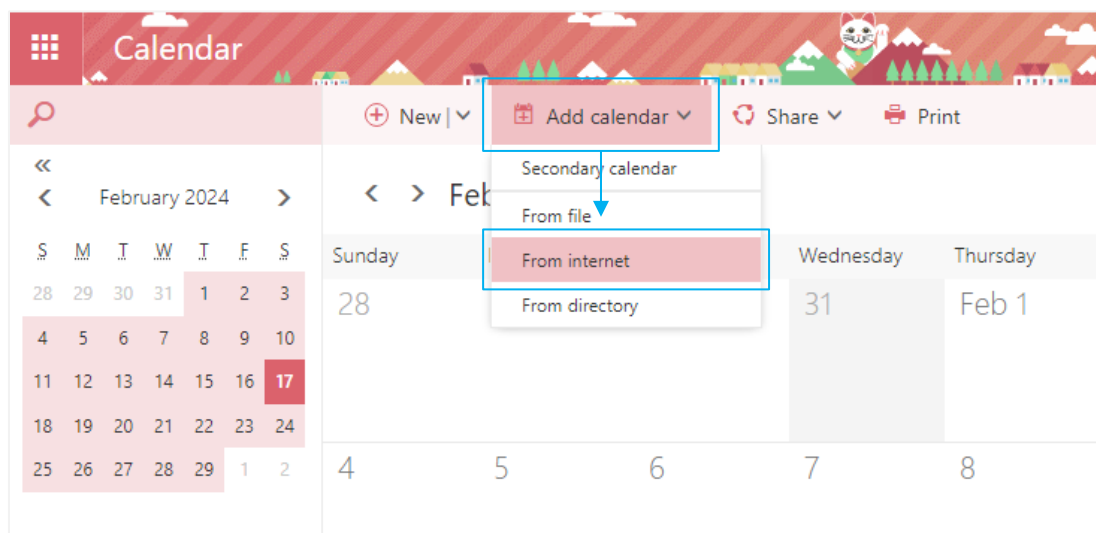 Calendar
New | Add calendar Share Print
Secondary calendar
From file
From internet
From directory
« 
< February 2024 >
S M T W T F S
28 29 30 31 1 2 3
4 5 6 7 8 9 10
11 12 13 14 15 16 17
18 19 20 21 22 23 24
25 26 27 28 29 1 2
< > Feb
Sunday Wednesday Thursday
28 31 Feb 1
4 5 6 7 8